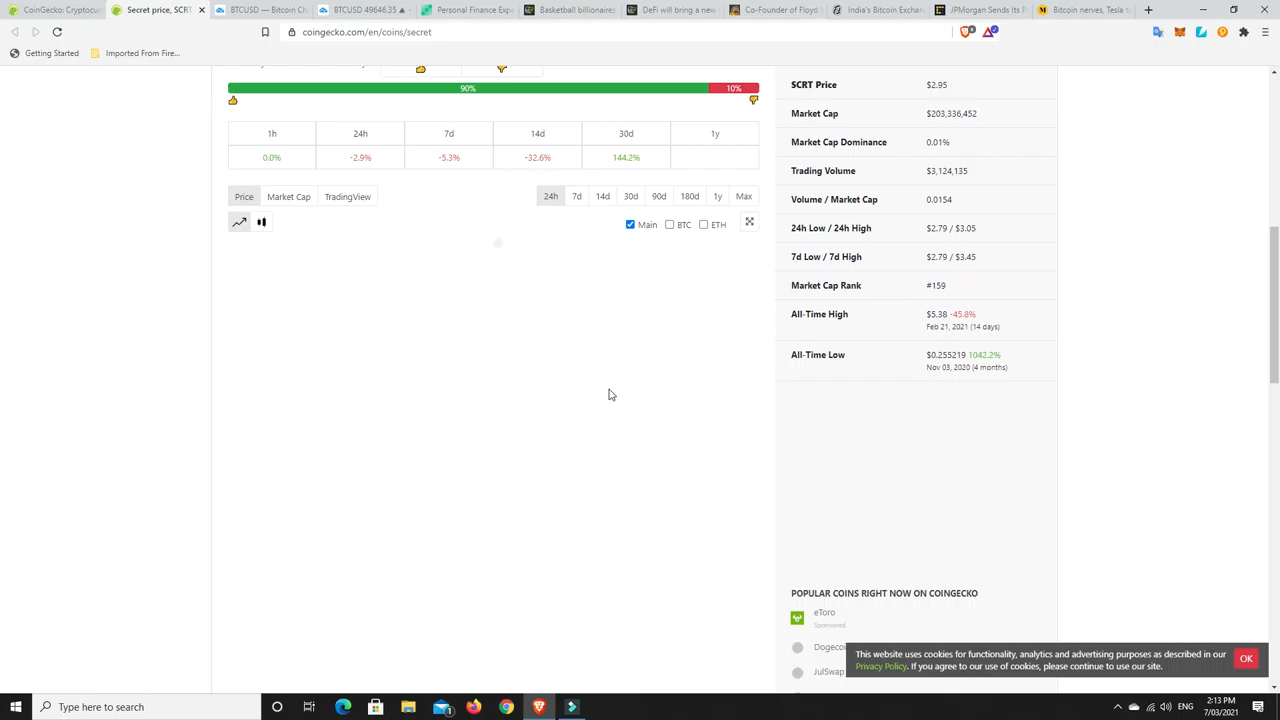 CoinGecko: Cryptocurr
Secret price, SCRT
BTCUSD — Bitcoin Ch
BTCUSD 49646.35 ▲
Personal Finance Exp
Basketball billionaires
DeFi will bring a new
Co-Founder of Floyd
India's Bitcoin Exchan
JPMorgan Sends Its P
Bitcoin nerves, Tesla t
coingecko.com/en/coins/secret
Getting Started
Imported From Fire...
90%
10%
1h 24h 7d 14d 30d 1y
0.0% -2.9% -5.3% -32.6% 144.2%
Price Market Cap TradingView
24h 7d 14d 30d 90d 180d 1y Max
Main BTC ETH
SCRT Price $2.95
Market Cap $203,336,452
Market Cap Dominance 0.01%
Trading Volume $3,124,135
Volume / Market Cap 0.0154
24h Low / 24h High $2.79 / $3.05
7d Low / 7d High $2.79 / $3.45
Market Cap Rank #159
All-Time High $5.38 -45.8%
Feb 21, 2021 (14 days)
All-Time Low $0.255219 1042.2%
Nov 03, 2020 (4 months)
POPULAR COINS RIGHT NOW ON COINGECKO
eToro
Sponsored
Dogecoi
JulSwap
This website uses cookies for functionality, analytics and advertising purposes as described in our
Privacy Policy. If you agree to our use of cookies, please continue to use our site.
OK
Type here to search
ENG
2:13 PM
7/03/2021